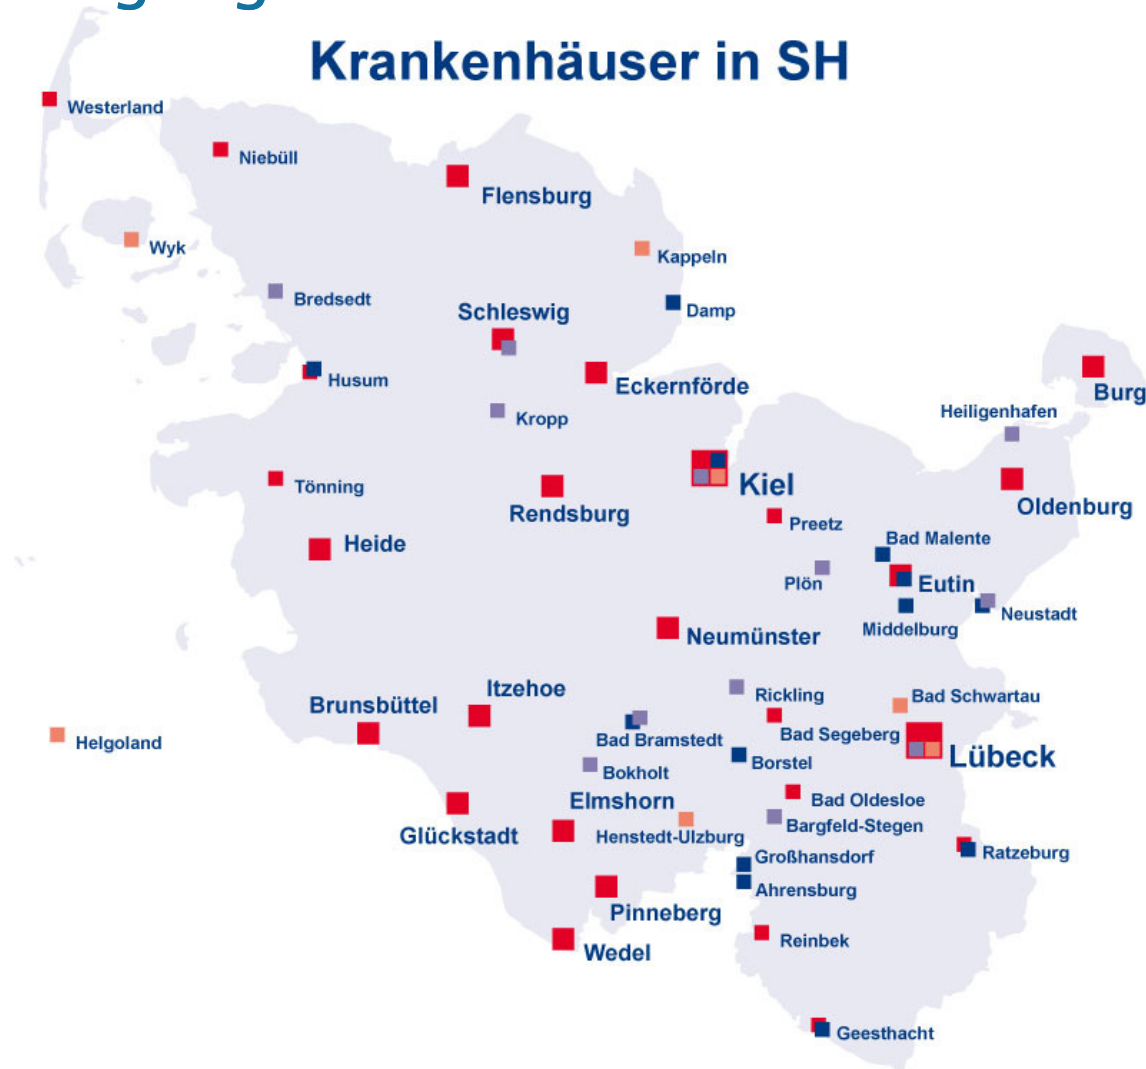 Krankenhäuser in SH
Westerland
Niebüll
Flensburg
Wyk
Kappeln
Bredsedt
Schleswig
Damp
Husum
Eckernförde
Burg
Heiligenhafen
Kropp
Tönning
Kiel
Rendsburg
Oldenburg
Preetz
Heide
Bad Malente
Plön
Eutin
Neustadt
Middelburg
Neumünster
Itzehoe
Rickling
Bad Schwartau
Brunsbüttel
Bad Segeberg
Bad Bramstedt
Helgoland
Lübeck
Borstel
Bokholt
Elmshorn
Bad Oldesloe
Bargfeld-Stegen
Glückstadt
Henstedt-Ulzburg
Großhansdorf
Ratzeburg
Ahrensburg
Pinneberg
Reinbek
Wedel
Geesthacht